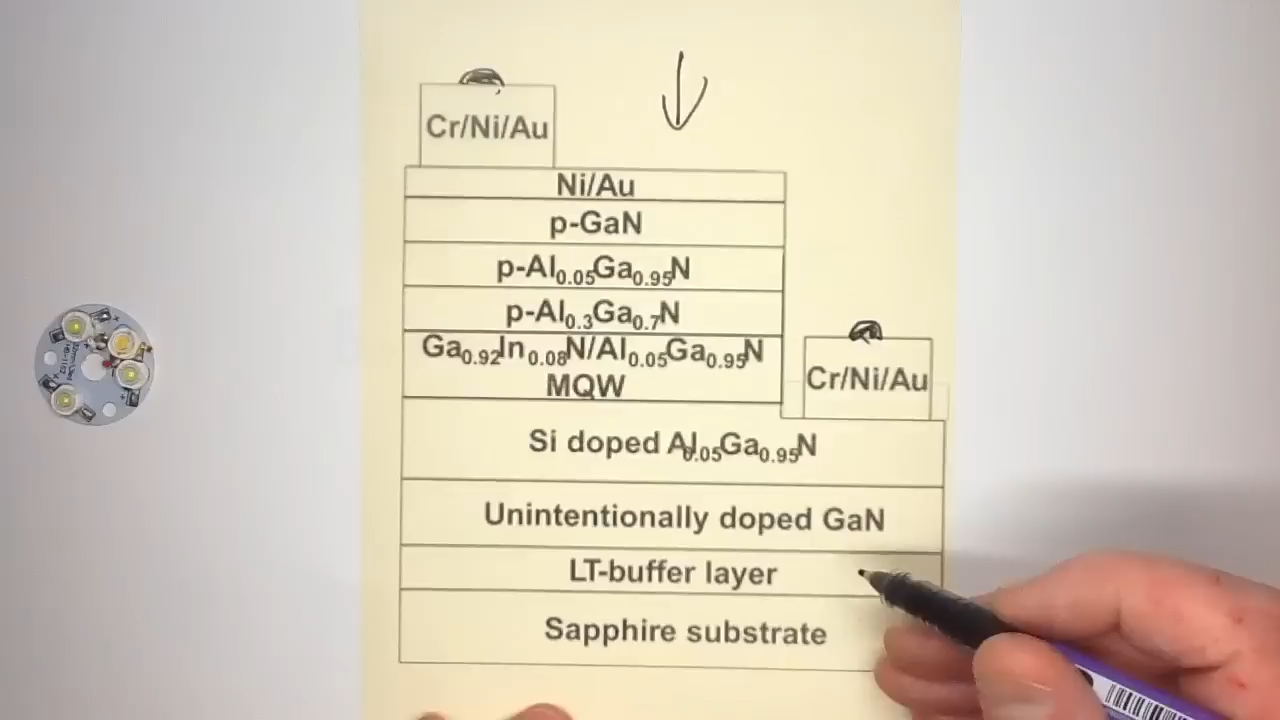 Cr/Ni/Au
Ni/Au
p-GaN
p-Al0.05Ga0.95N
p-Al0.3Ga0.7N
Ga0.92In0.08N/Al0.05Ga0.95N
MQW
Cr/Ni/Au
Si doped Al0.05Ga0.95N
Unintentionally doped GaN
LT-buffer layer
Sapphire substrate